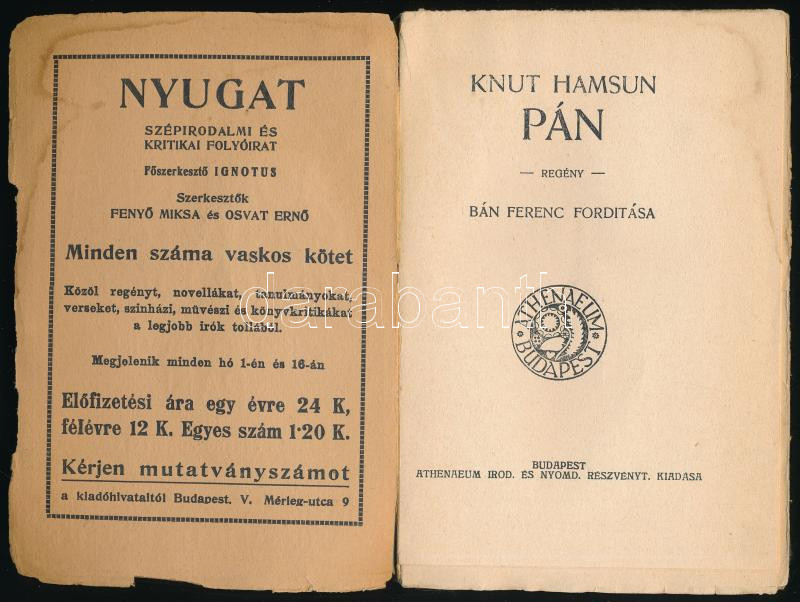 NYUGAT
SZÉPIRODALMI ÉS
KRITIKAI FOLYÓIRAT
Főszerkesztő IGNOTUS
Szerkesztők
FENYŐ MIKSA és OSVAT ERNŐ
Minden száma vaskos kötet
Közöl regényt, novellákat, tanulmányokat,
verseket, szinházi, művészi és könyvkritikákat
a legjobb irók tollából.
Megjelenik minden hó 1-én és 16-án
Előfizetési ára egy évre 24 K,
félévre 12 K. Egyes szám 1·20 K.
Kérjen mutatványszámot
a kiadóhivataltól Budapest, V. Mérleg-utca 9
KNUT HAMSUN
PÁN
— REGÉNY —
BÁN FERENC FORDITÁSA
ATHENAEUM
BUDAPEST
BUDAPEST
ATHENAEUM IROD. ÉS NYOMD. RÉSZVÉNYT. KIADÁSA
darabanth